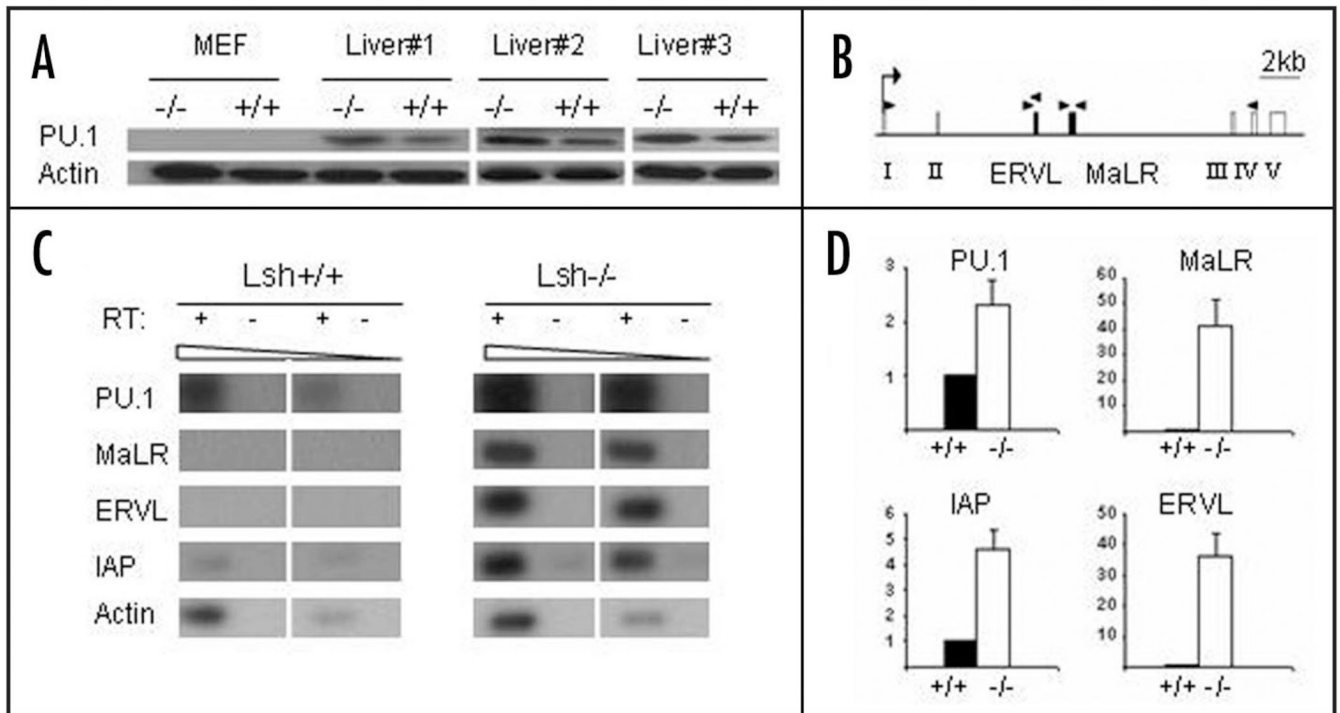 A
MEF Liver#1 Liver#2 Liver#3
-/- +/+ -/- +/+ -/- +/+ -/- +/+
PU.1
Actin
B
2kb
I II ERVL MaLR III IV V
C
Lsh+/+ Lsh-/-
RT: + - + - + - + -
PU.1
MaLR
ERVL
IAP
Actin
D
PU.1
3
2
1
+/+ -/-
MaLR
60
50
40
30
20
10
+/+ -/-
IAP
6
5
4
3
2
1
+/+ -/-
ERVL
50
40
30
20
10
+/+ -/-